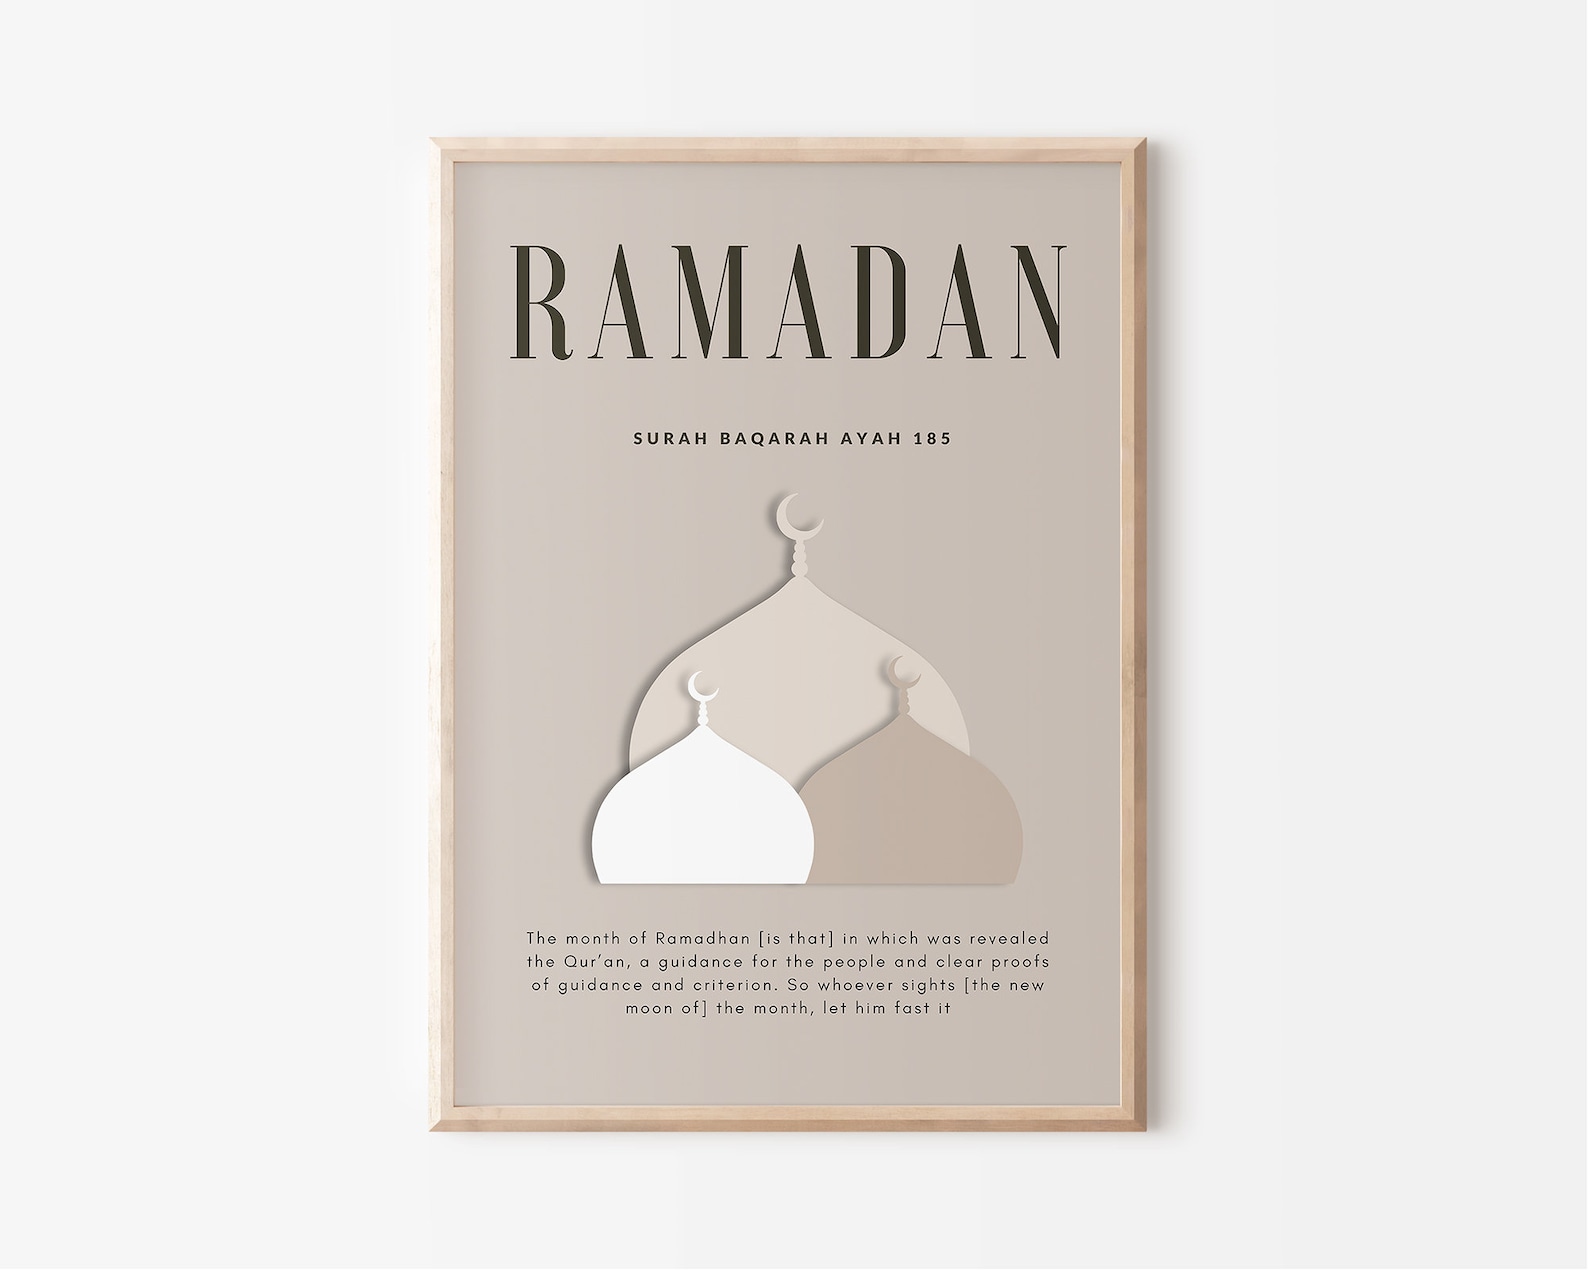 RAMADAN
SURAH BAQARAH AYAH 185
The month of Ramadhan [is that] in which was revealed
the Qur’an, a guidance for the people and clear proofs
of guidance and criterion. So whoever sights [the new
moon of] the month, let him fast it